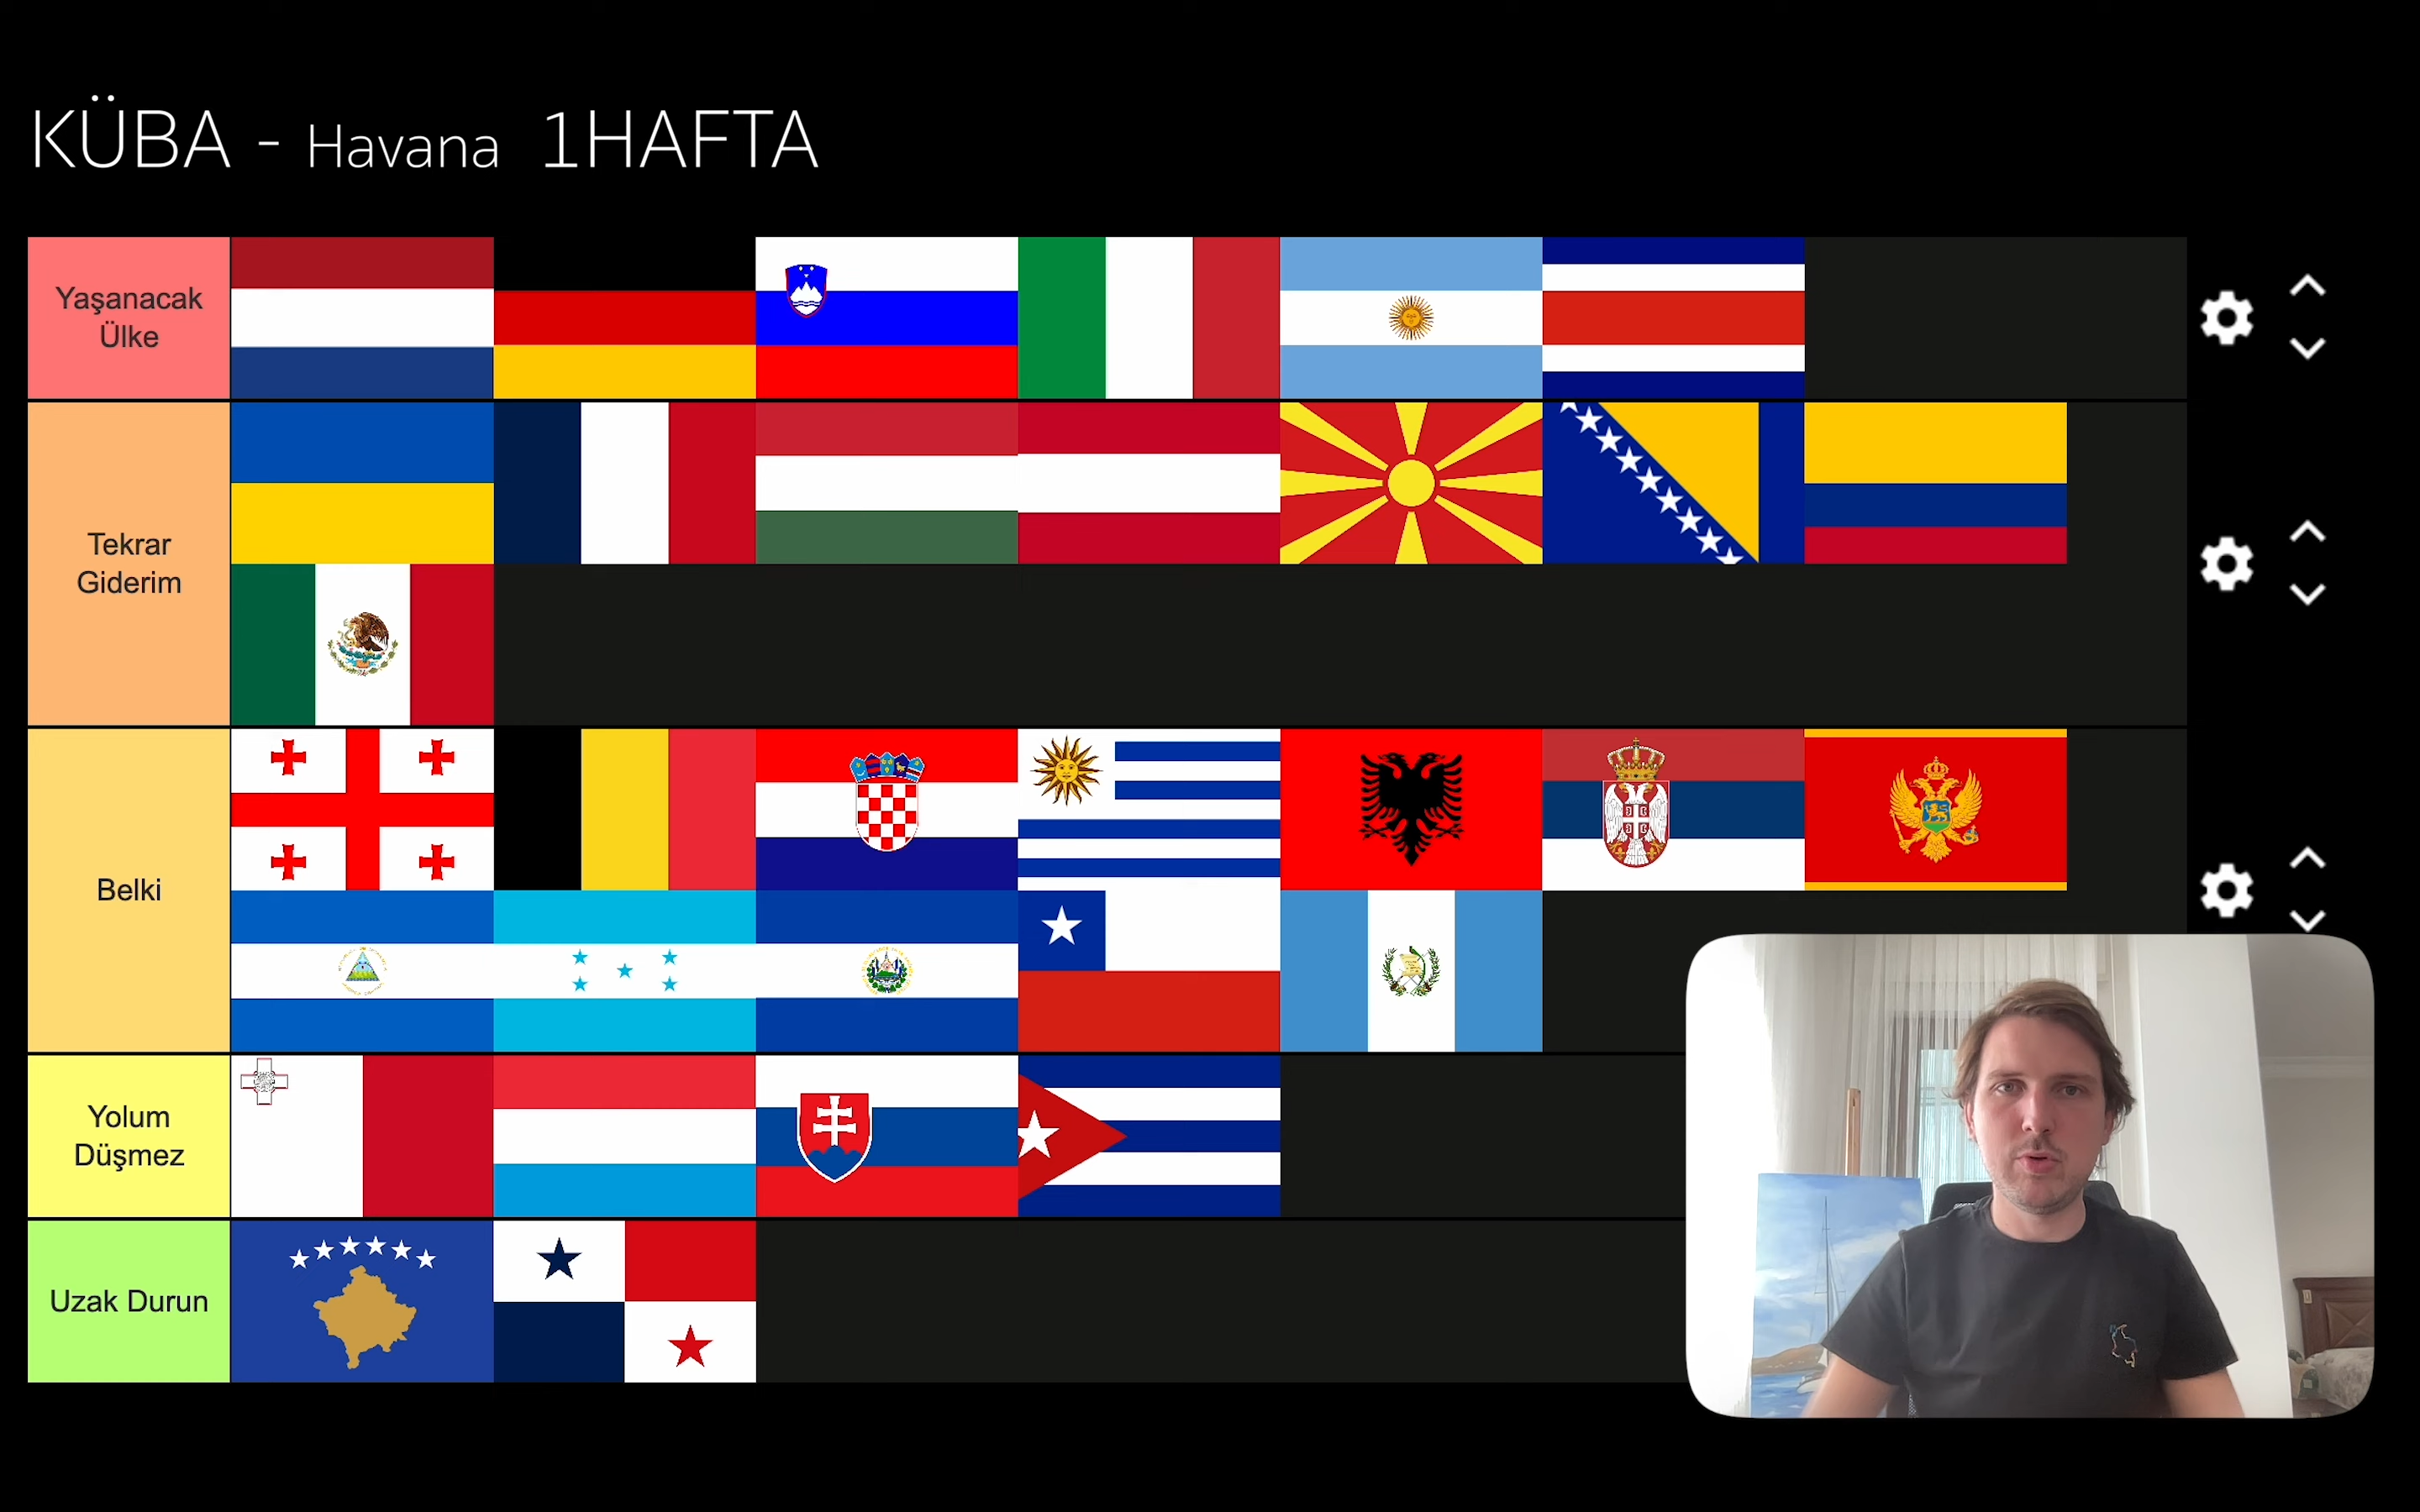 KÜBA - Havana 1HAFTA
Yaşanacak
Ülke
Tekrar
Giderim
Belki
Yolum
Düşmez
Uzak Durun